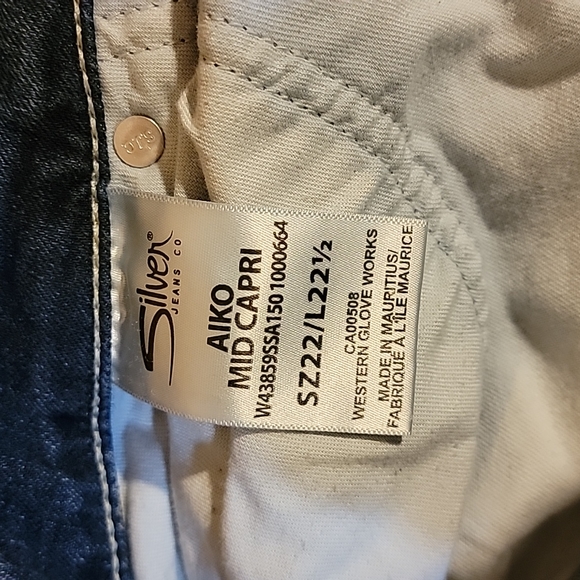 Silver®
JEANS CO
AIKO
MID CAPRI
W43859SSA150 1000664
SZ22/L22½
CA00508
WESTERN GLOVE WORKS
MADE IN MAURITIUS/
FABRIQUÉ À L'ÎLE MAURICE